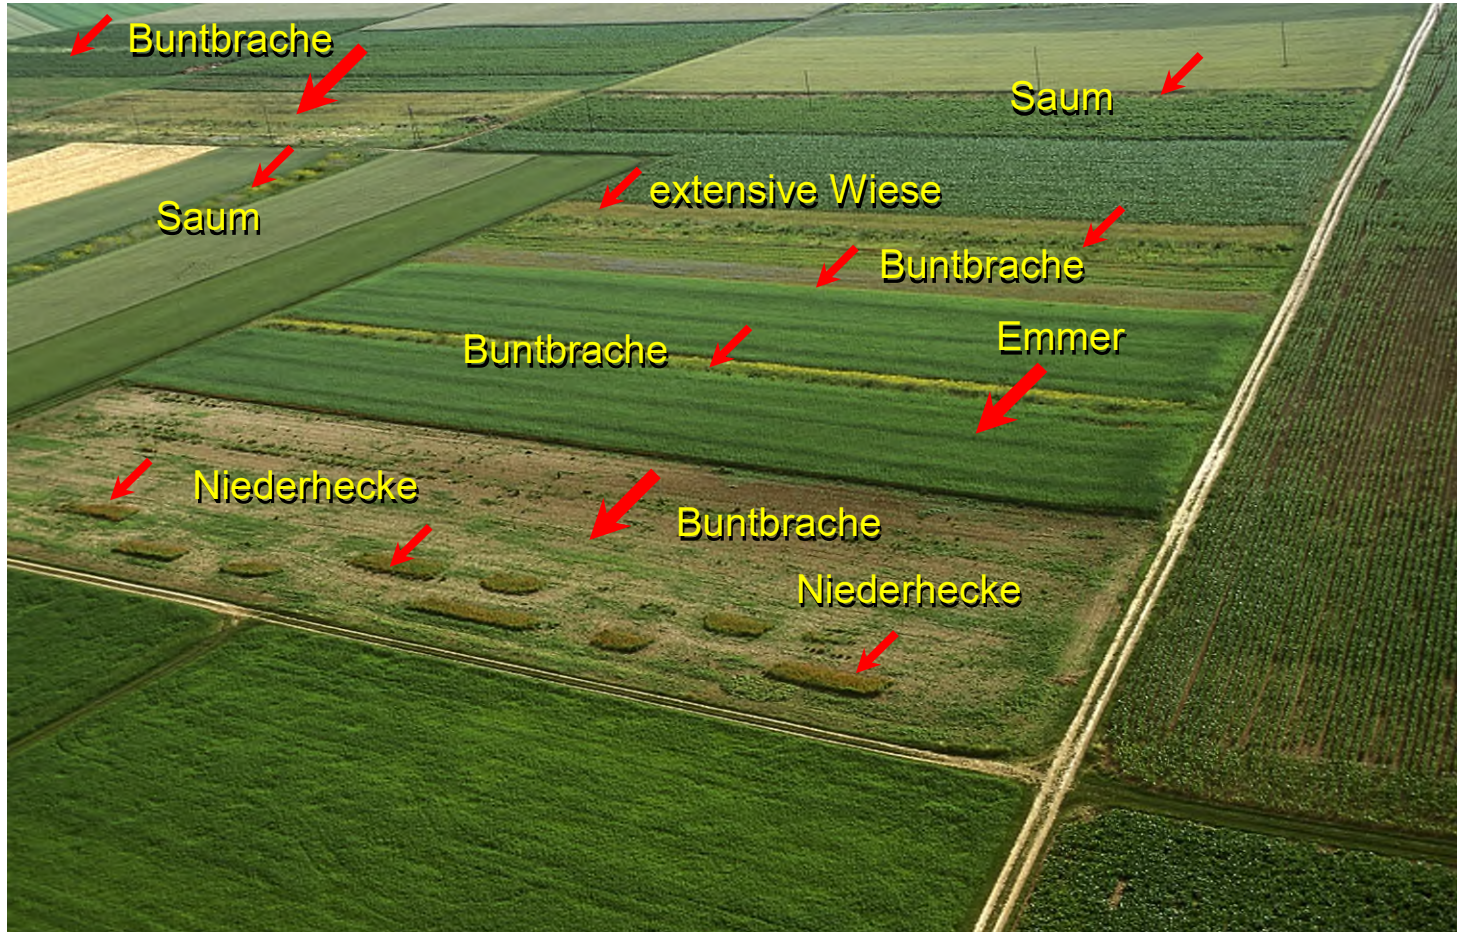 Buntbrache
Saum
extensive Wiese
Saum
Buntbrache
Emmer
Buntbrache
Niederhecke
Buntbrache
Niederhecke